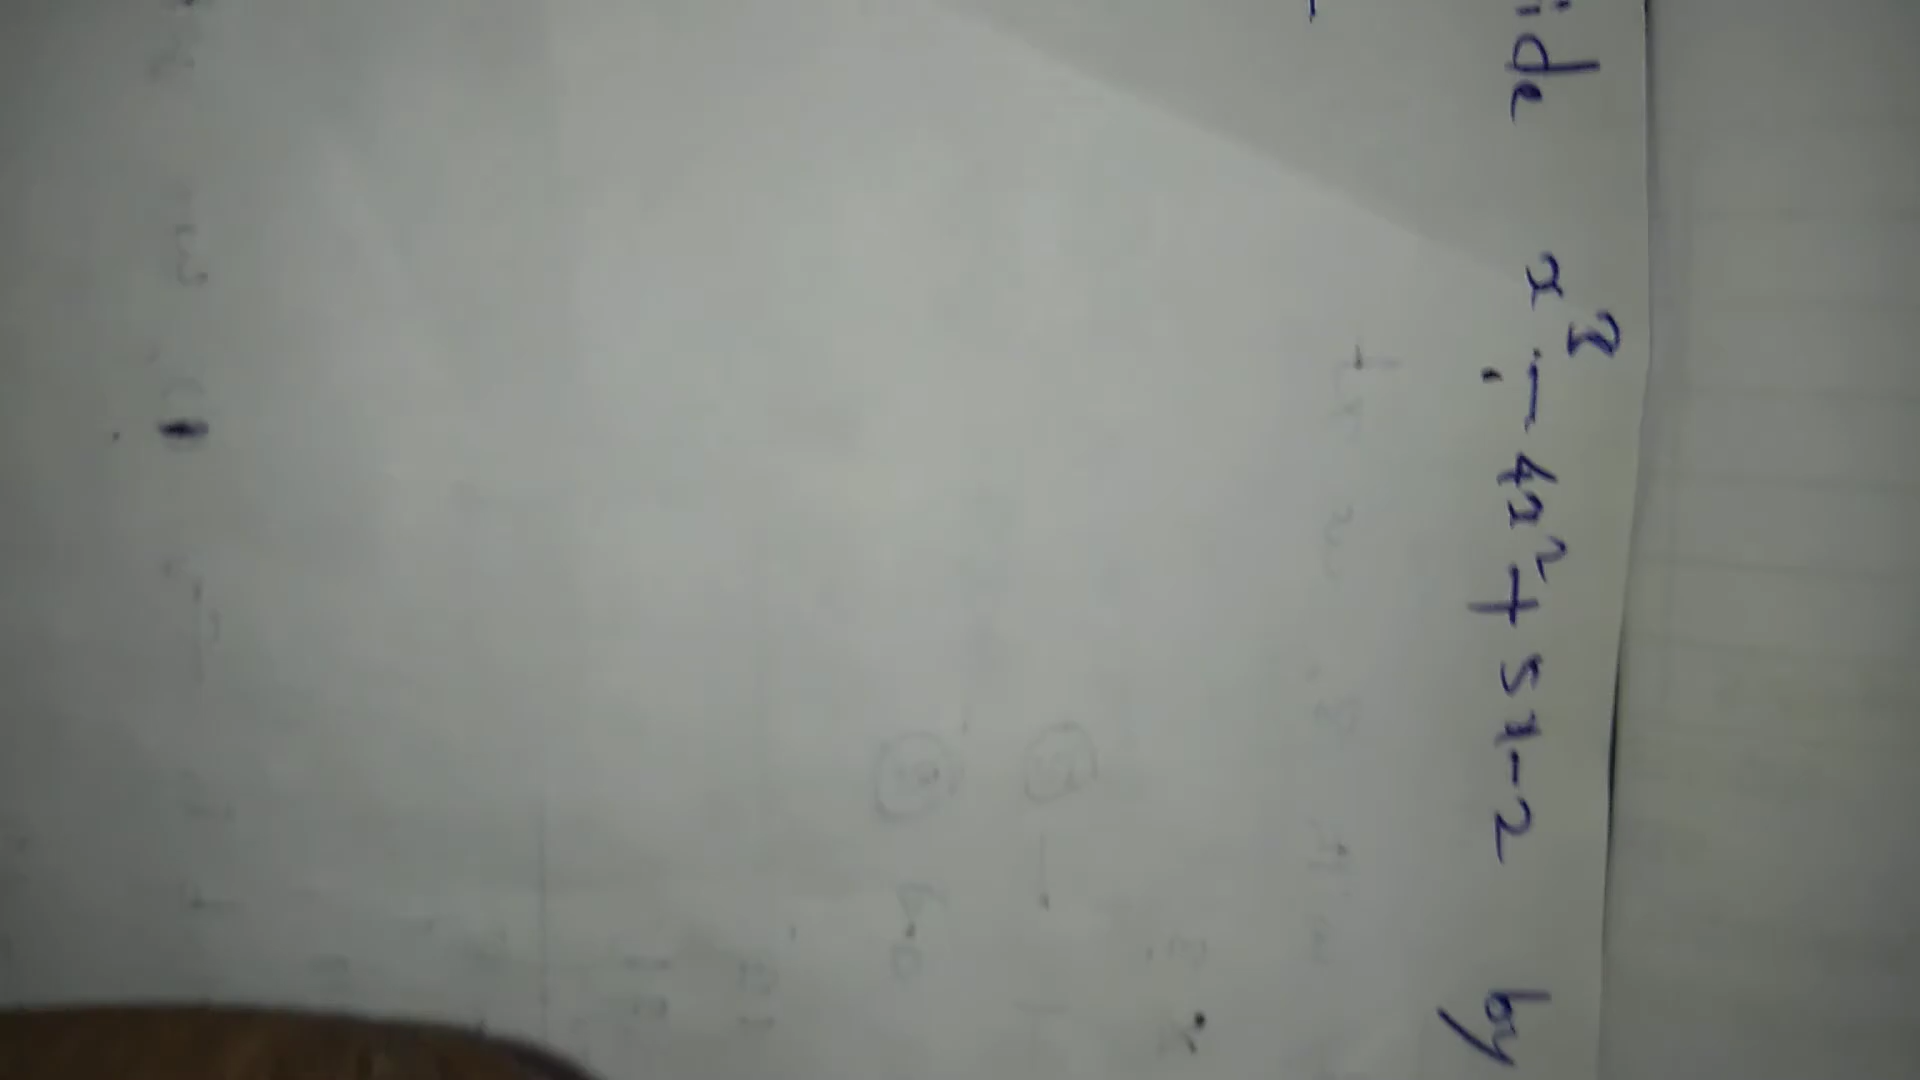 ide x³ - 4x² + 5x - 2 by